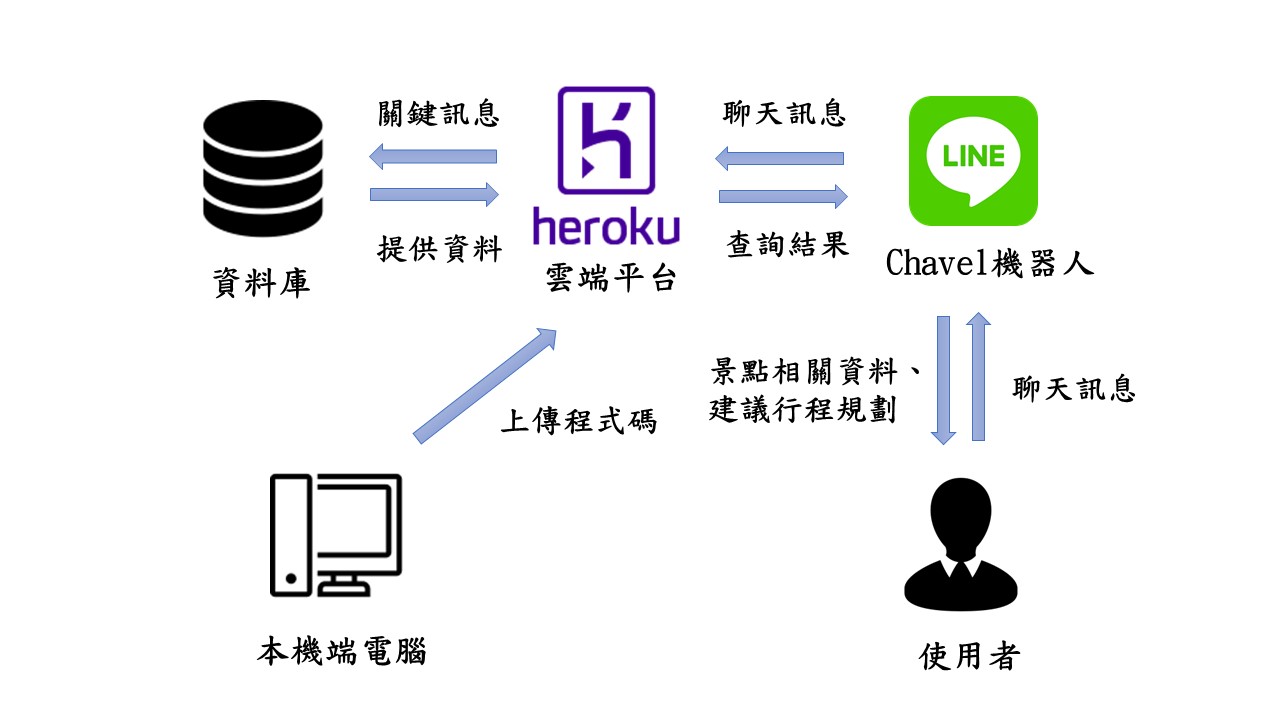 關鍵訊息
聊天訊息
LINE
heroku
提供資料
查詢結果
資料庫
雲端平台
Chavel機器人
景點相關資料、
建議行程規劃
聊天訊息
上傳程式碼
本機端電腦
使用者